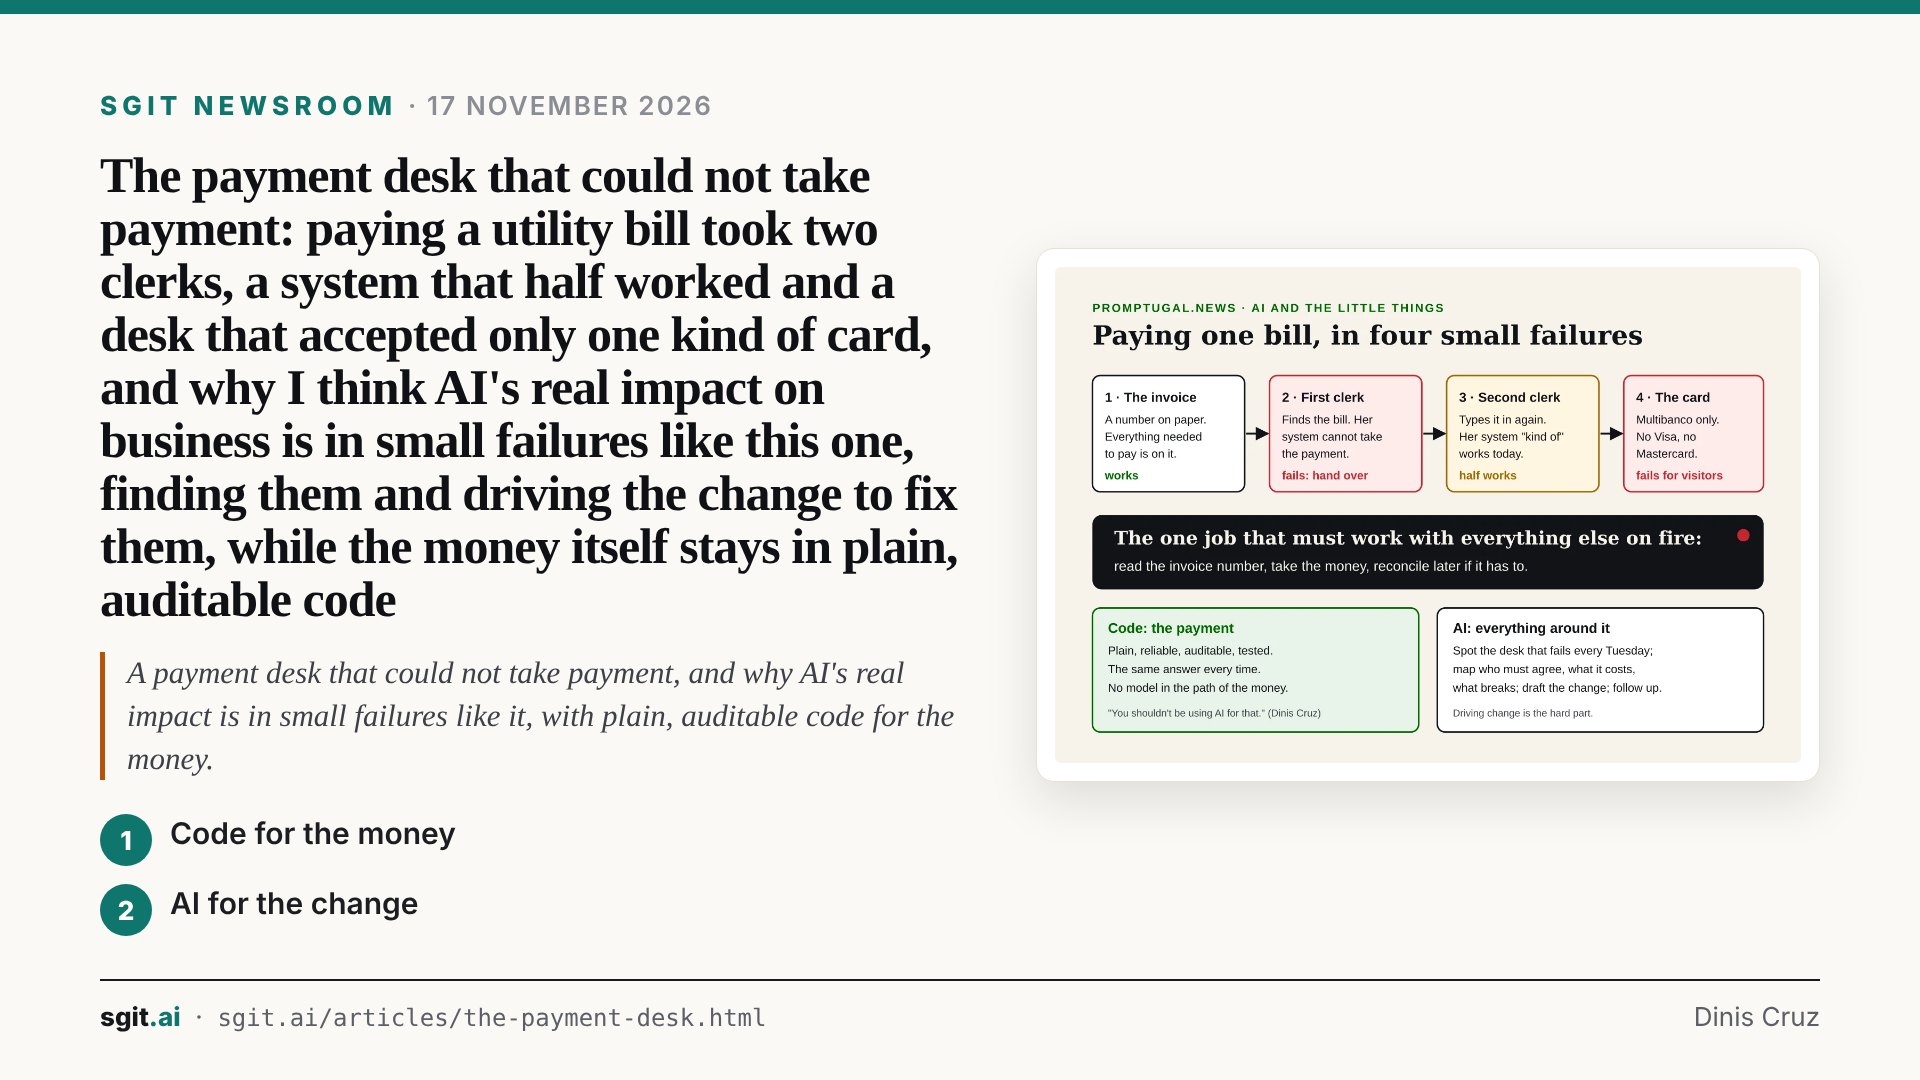 SGIT NEWSROOM · 17 NOVEMBER 2026
The payment desk that could not take
payment: paying a utility bill took two
clerks, a system that half worked and a
desk that accepted only one kind of card,
and why I think AI's real impact on
business is in small failures like this one,
finding them and driving the change to fix
them, while the money itself stays in plain,
auditable code
A payment desk that could not take payment, and why AI's real
impact is in small failures like it, with plain, auditable code for the
money.
1 Code for the money
2 AI for the change
PROMPTUGAL.NEWS · AI AND THE LITTLE THINGS
Paying one bill, in four small failures
1 · The invoice
A number on paper.
Everything needed
to pay is on it.
works
2 · First clerk
Finds the bill. Her
system cannot take
the payment.
fails: hand over
3 · Second clerk
Types it in again.
Her system "kind of"
works today.
half works
4 · The card
Multibanco only.
No Visa, no
Mastercard.
fails for visitors
The one job that must work with everything else on fire:
read the invoice number, take the money, reconcile later if it has to.
Code: the payment
Plain, reliable, auditable, tested.
The same answer every time.
No model in the path of the money.
"You shouldn't be using AI for that." (Dinis Cruz)
AI: everything around it
Spot the desk that fails every Tuesday;
map who must agree, what it costs,
what breaks; draft the change; follow up.
Driving change is the hard part.
sgit.ai · sgit.ai/articles/the-payment-desk.html
Dinis Cruz